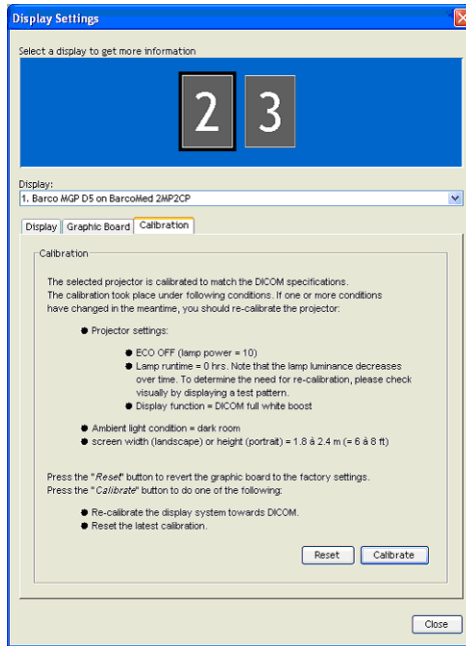 Display Settings
Select a display to get more information
2 3
Display:
1. Barco MGP D5 on BarcoMed 2MP2CP
Display Graphic Board Calibration
Calibration
The selected projector is calibrated to match the DICOM specifications.
The calibration took place under following conditions. If one or more conditions
have changed in the meantime, you should re-calibrate the projector:
● Projector settings:
● ECO OFF (lamp power = 10)
● Lamp runtime = 0 hrs. Note that the lamp luminance decreases
over time. To determine the need for re-calibration, please check
visually by displaying a test pattern.
● Display function = DICOM full white boost
● Ambient light condition = dark room
● screen width (landscape) or height (portrait) = 1.8 à 2.4 m (= 6 à 8 ft)
Press the "Reset" button to revert the graphic board to the factory settings.
Press the "Calibrate" button to do one of the following:
● Re-calibrate the display system towards DICOM.
● Reset the latest calibration.
Reset Calibrate
Close